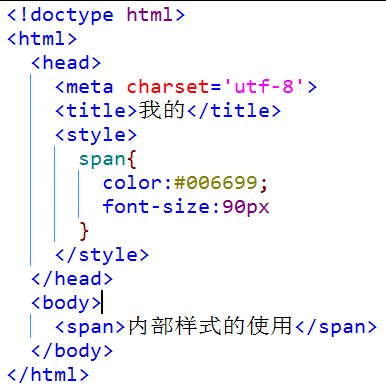 <!doctype html>
<html>
<head>
<meta charset='utf-8'>
<title>我的</title>
<style>
span{
color:#006699;
font-size:90px
}
</style>
</head>
<body>
<span>内部样式的使用</span>
</body>
</html>